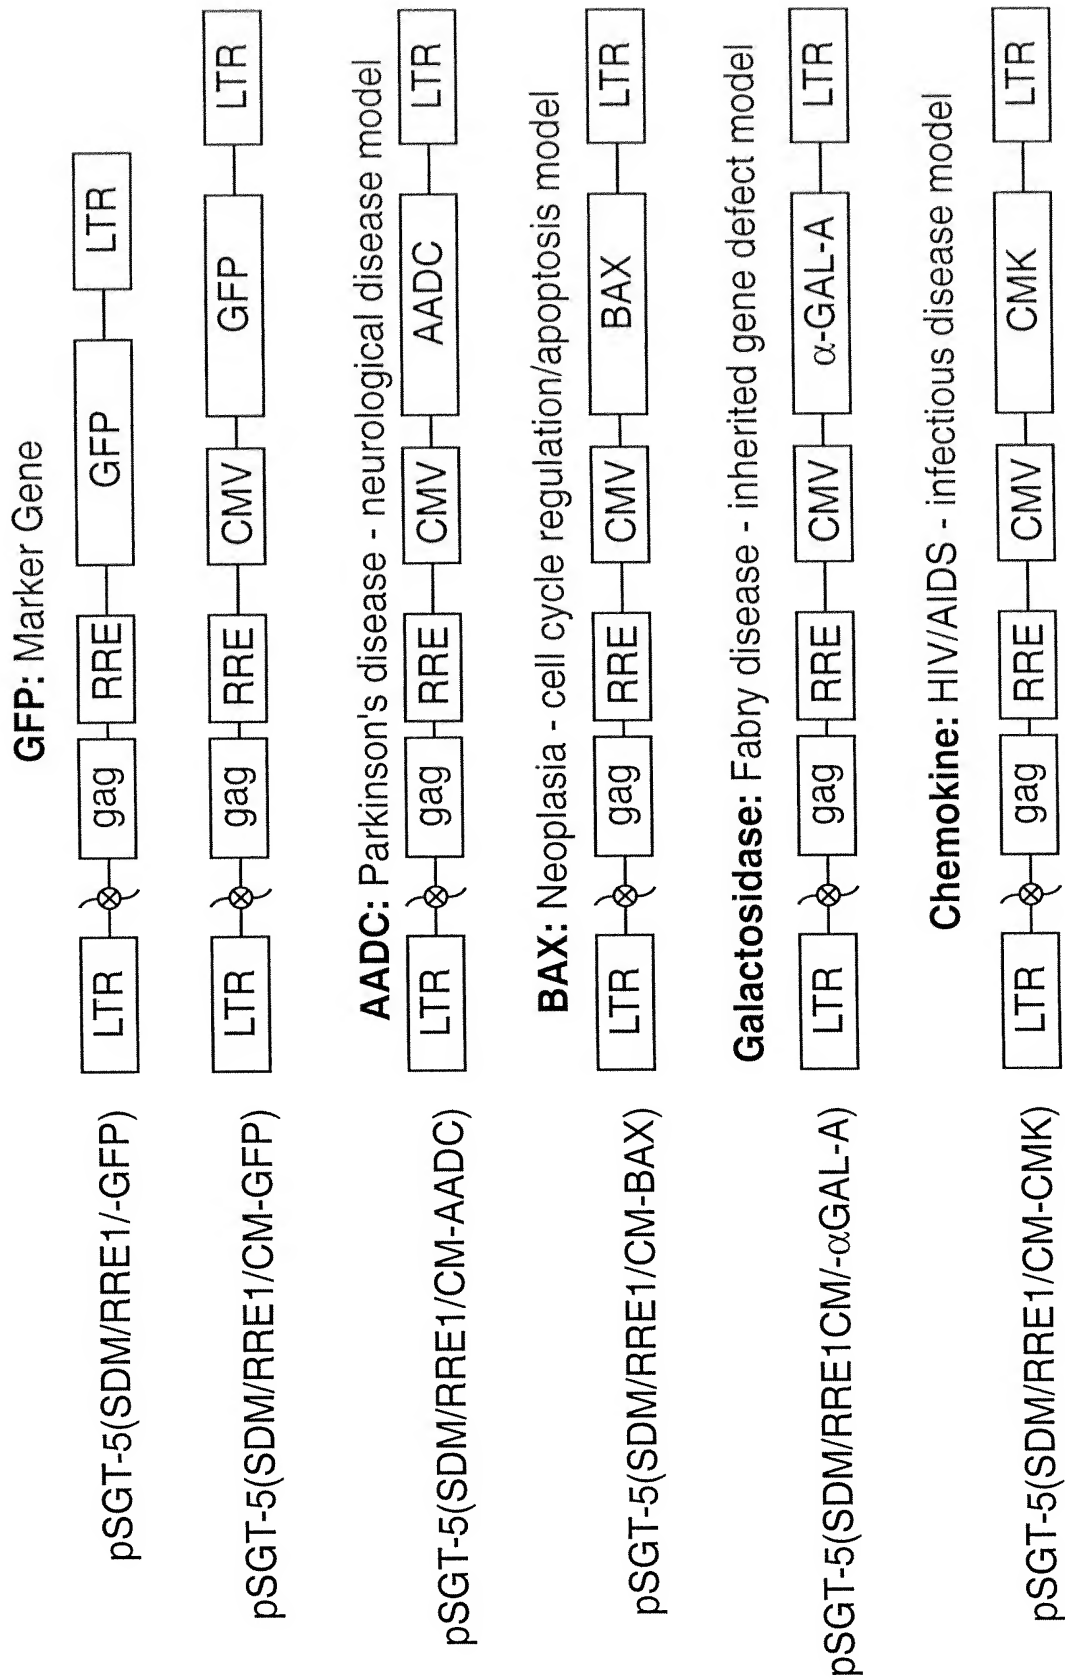 GFP: Marker Gene
pSGT-5(SDM/RRE1/-GFP) LTR gag RRE GFP LTR
pSGT-5(SDM/RRE1/CM-GFP) LTR gag RRE CMV GFP LTR
AADC: Parkinson's disease - neurological disease model
pSGT-5(SDM/RRE1/CM-AADC) LTR gag RRE CMV AADC LTR
BAX: Neoplasia - cell cycle regulation/apoptosis model
pSGT-5(SDM/RRE1/CM-BAX) LTR gag RRE CMV BAX LTR
Galactosidase: Fabry disease - inherited gene defect model
pSGT-5(SDM/RRE1CM/-αGAL-A) LTR gag RRE CMV α-GAL-A LTR
Chemokine: HIV/AIDS - infectious disease model
pSGT-5(SDM/RRE1/CM-CMK) LTR gag RRE CMV CMK LTR